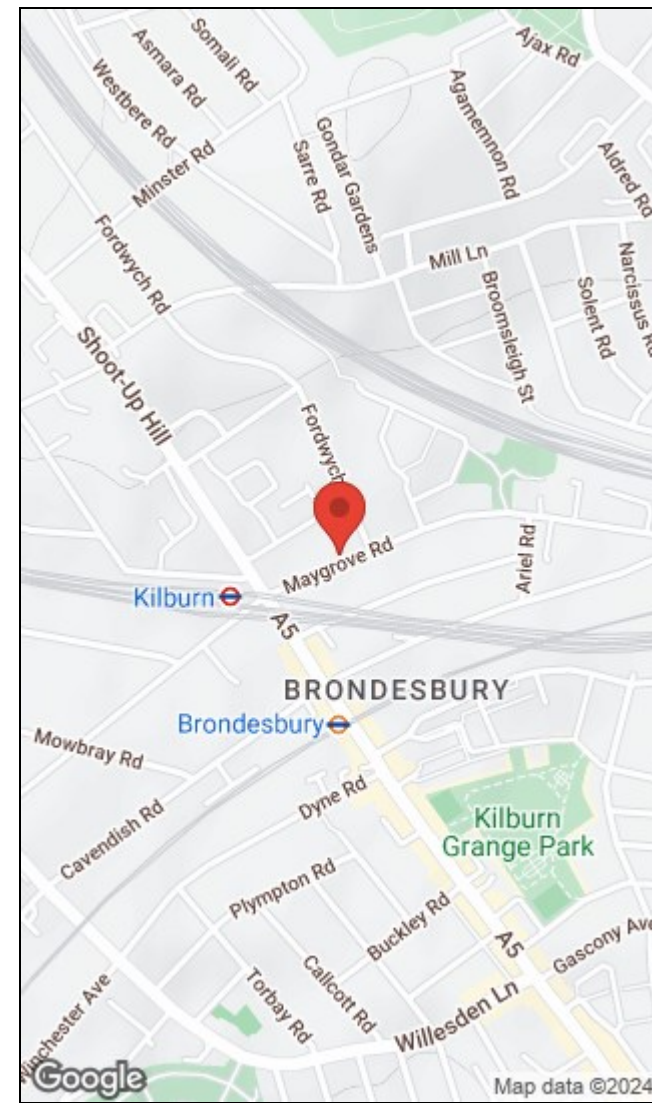 Somali Rd
Ajax Rd
Asmara Rd
Westbere Rd
Agamemnon Rd
Gondar Gardens
Sarre Rd
Minster Rd
Aldred Rd
Fordwych Rd
Mill Ln
Narcissus Rd
Solent Rd
Broomsleigh St
Shoot-Up Hill
Fordwych
Ariel Rd
Maygrove Rd
Kilburn
A5
BRONDESBURY
Brondesbury
Mowbray Rd
Dyne Rd
Cavendish Rd
Kilburn
Grange Park
Plympton Rd
Buckley Rd
A5
Gascony Ave
Callcott Rd
Torbay Rd
Willesden Ln
Winchester Ave
Google
Map data ©2024